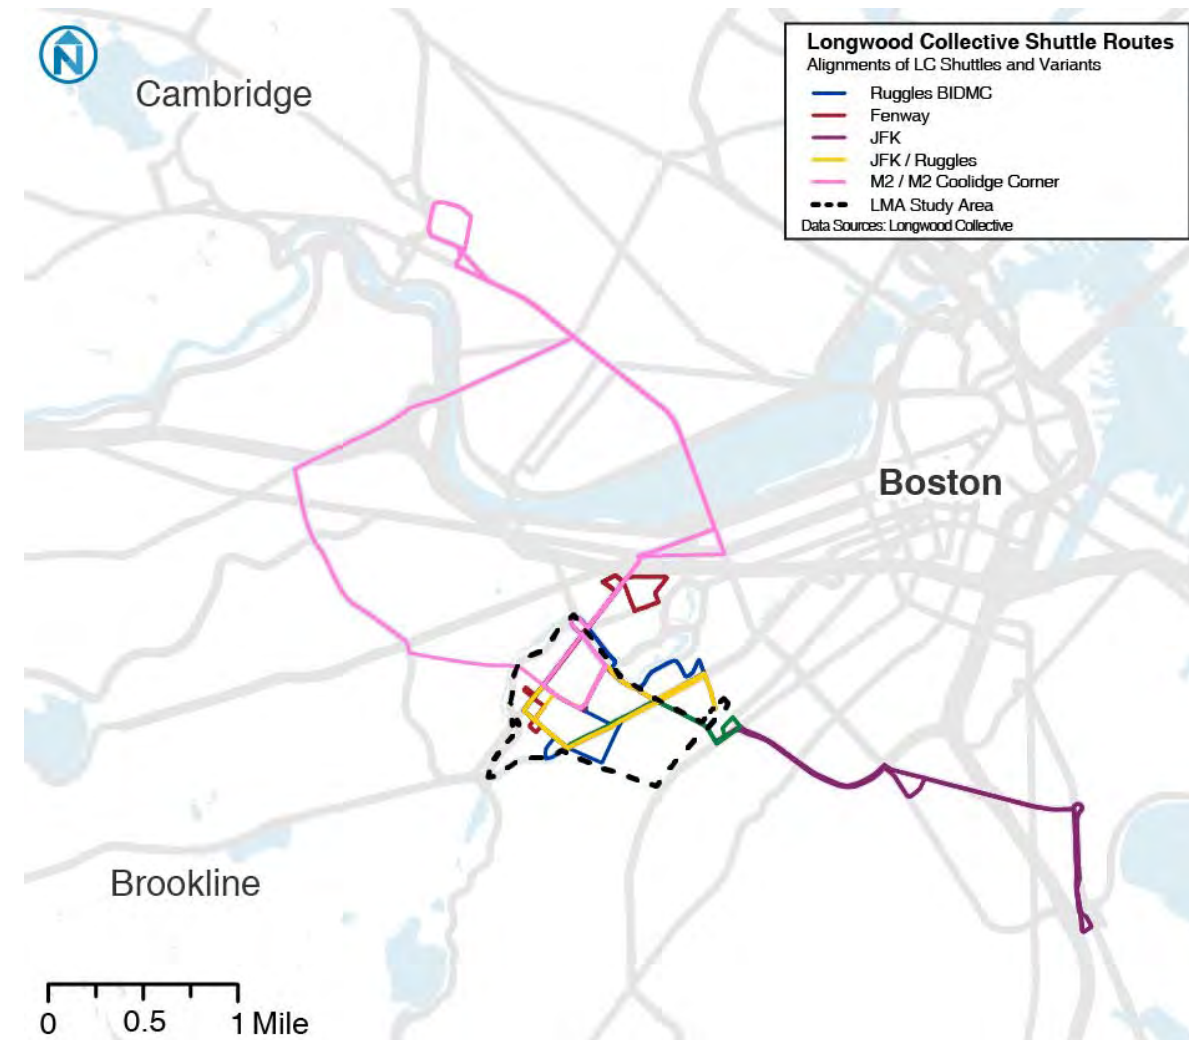 N
Cambridge
Longwood Collective Shuttle Routes
Alignments of LC Shuttles and Variants
Ruggles BIDMC
Fenway
JFK
JFK / Ruggles
M2 / M2 Coolidge Corner
LMA Study Area
Data Sources: Longwood Collective
Boston
Brookline
0 0.5 1 Mile